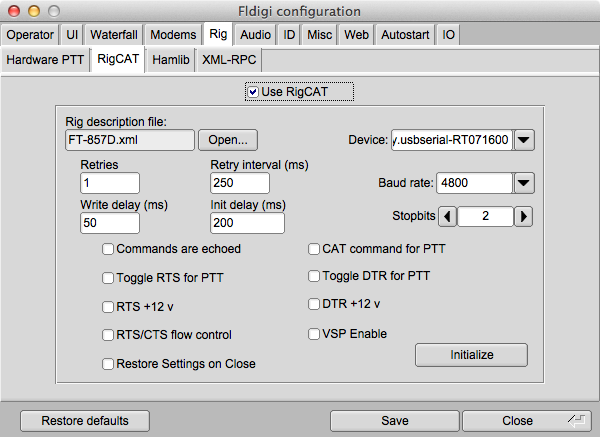 Fldigi configuration
Operator UI Waterfall Modems Rig Audio ID Misc Web Autostart IO
Hardware PTT RigCAT Hamlib XML-RPC
Use RigCAT
Rig description file:
FT-857D.xml Open... Device: y.usbserial-RT071600
Retries Retry interval (ms)
1 250 Baud rate: 4800
Write delay (ms) Init delay (ms)
50 200 Stopbits 2
Commands are echoed CAT command for PTT
Toggle RTS for PTT Toggle DTR for PTT
RTS +12 v DTR +12 v
RTS/CTS flow control VSP Enable
Restore Settings on Close Initialize
Restore defaults Save Close